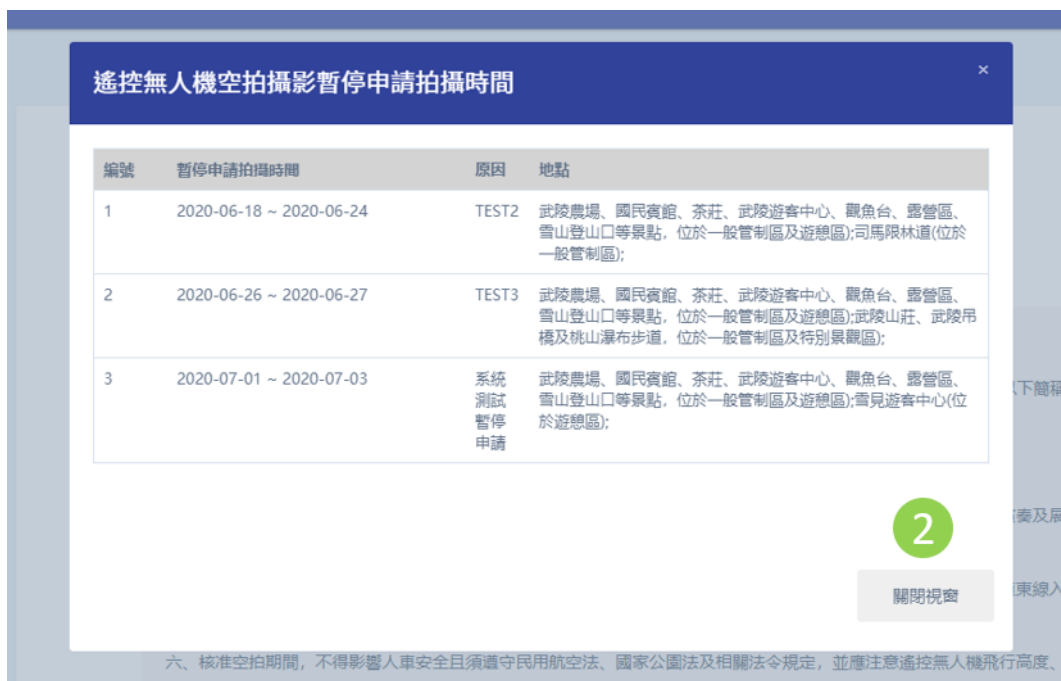 遙控無人機空拍攝影暫停申請拍攝時間
×
編號 暫停申請拍攝時間 原因 地點
1 2020-06-18 ~ 2020-06-24 TEST2 武陵農場、國民賓館、茶莊、武陵遊客中心、觀魚台、露營區、
雪山登山口等景點，位於一般管制區及遊憩區);司馬限林道(位於
一般管制區);
2 2020-06-26 ~ 2020-06-27 TEST3 武陵農場、國民賓館、茶莊、武陵遊客中心、觀魚台、露營區、
雪山登山口等景點，位於一般管制區及遊憩區);武陵山莊、武陵吊
橋及桃山瀑布步道，位於一般管制區及特別景觀區);
3 2020-07-01 ~ 2020-07-03 系統 武陵農場、國民賓館、茶莊、武陵遊客中心、觀魚台、露營區、
測試 雪山登山口等景點，位於一般管制區及遊憩區);雪見遊客中心(位
暫停 於遊憩區);
申請
以下簡稱
演奏及展
2
關閉視窗
東線入
六、核准空拍期間，不得影響人車安全且須遵守民用航空法、國家公園法及相關法令規定，並應注意遙控無人機飛行高度、